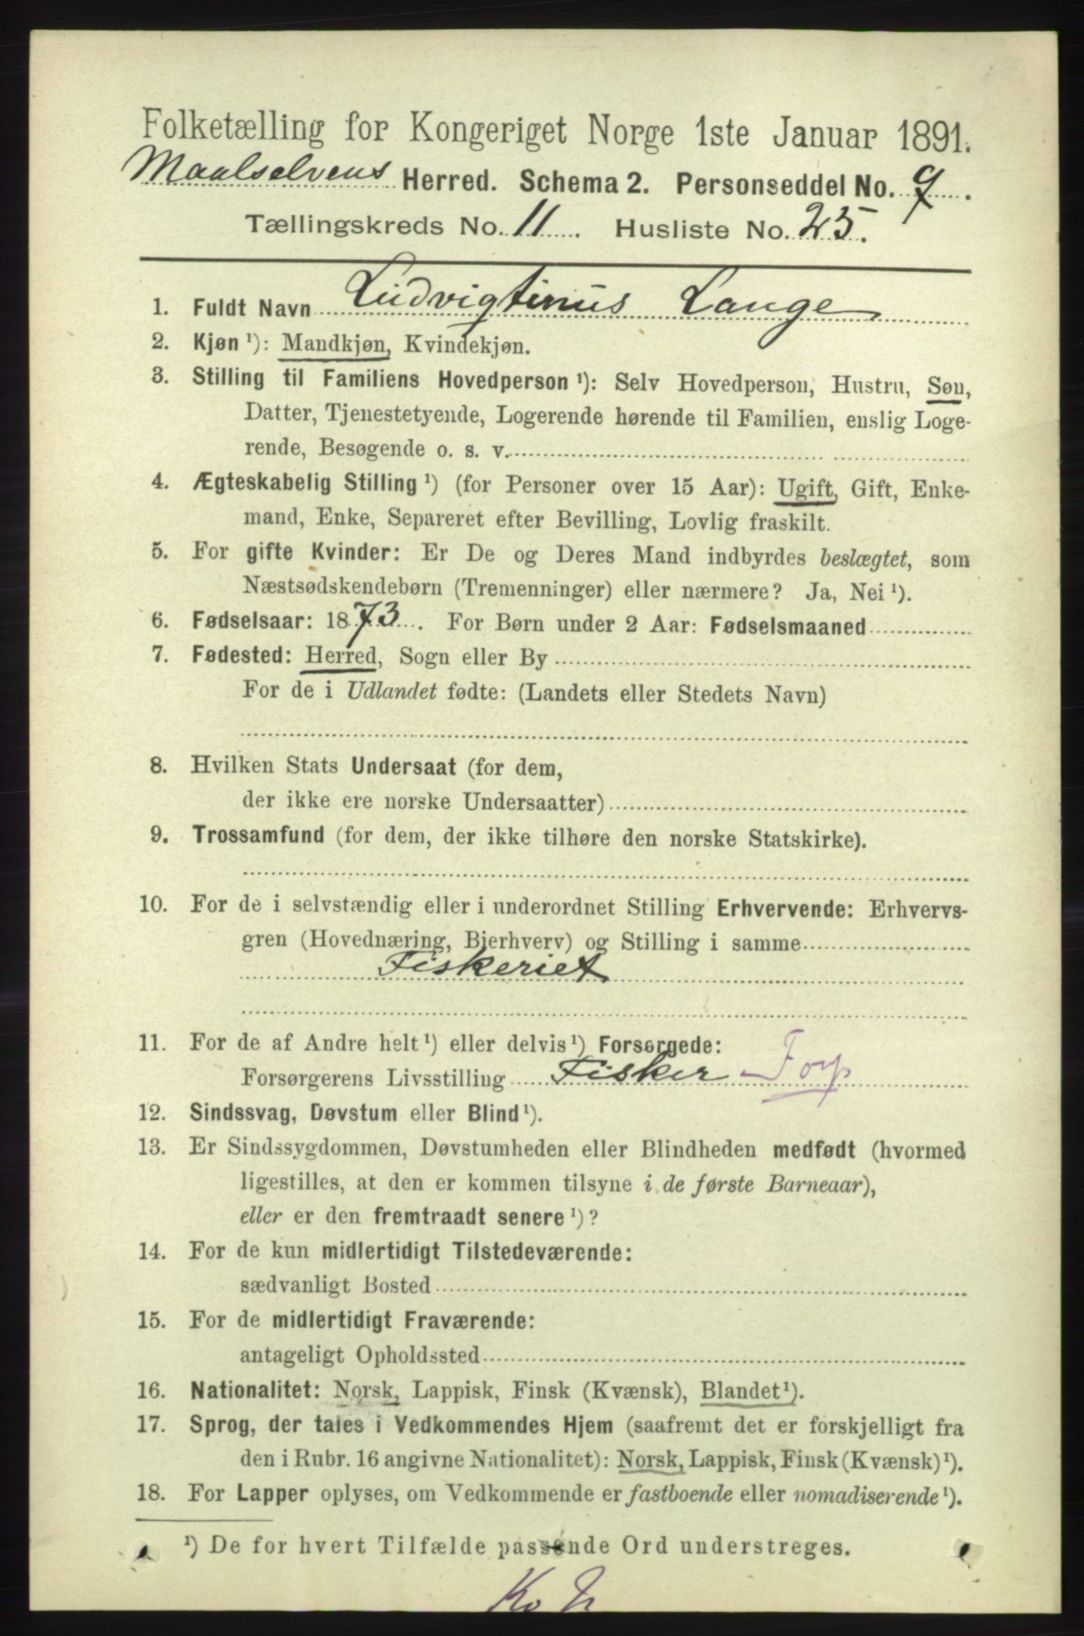 Folketælling for Kongeriget Norge 1ste Januar 1891.
Maalselvens Herred. Schema 2. Personseddel No. 9.
Tællingskreds No. 11. Husliste No. 25.
1. Fuldt Navn Ludvigtinus Lange
2. Kjøn ¹): Mandkjøn, Kvindekjøn.
3. Stilling til Familiens Hovedperson ¹): Selv Hovedperson, Hustru, Søn,
Datter, Tjenestetyende, Logerende hørende til Familien, enslig Loge-
rende, Besøgende o. s. v.
4. Ægteskabelig Stilling ¹) (for Personer over 15 Aar): Ugift, Gift, Enke-
mand, Enke, Separeret efter Bevilling, Lovlig fraskilt.
5. For gifte Kvinder: Er De og Deres Mand indbyrdes beslægtet, som
Næstsødskendebørn (Tremenninger) eller nærmere? Ja, Nei ¹).
6. Fødselsaar: 1873. For Børn under 2 Aar: Fødselsmaaned
7. Fødested: Herred, Sogn eller By
For de i Udlandet fødte: (Landets eller Stedets Navn)
8. Hvilken Stats Undersaat (for dem,
der ikke ere norske Undersaatter)
9. Trossamfund (for dem, der ikke tilhøre den norske Statskirke).
10. For de i selvstændig eller i underordnet Stilling Erhvervende: Erhvervs-
gren (Hovednæring, Bierhverv) og Stilling i samme
Fiskeriet
11. For de af Andre helt ¹) eller delvis ¹) Forsørgede:
Forsørgerens Livsstilling Fisker
12. Sindssvag, Døvstum eller Blind ¹).
13. Er Sindssygdommen, Døvstumheden eller Blindheden medfødt (hvormed
ligestilles, at den er kommen tilsyne i de første Barneaar),
eller er den fremtraadt senere ¹)?
14. For de kun midlertidigt Tilstedeværende:
sædvanligt Bosted
15. For de midlertidigt Fraværende:
antageligt Opholdssted
16. Nationalitet: Norsk, Lappisk, Finsk (Kvænsk), Blandet ¹).
17. Sprog, der tales i Vedkommendes Hjem (saafremt det er forskjelligt fra
den i Rubr. 16 angivne Nationalitet): Norsk, Lappisk, Finsk (Kvænsk) ¹).
18. For Lapper oplyses, om Vedkommende er fastboende eller nomadiserende ¹).
¹) De for hvert Tilfælde passende Ord understreges.